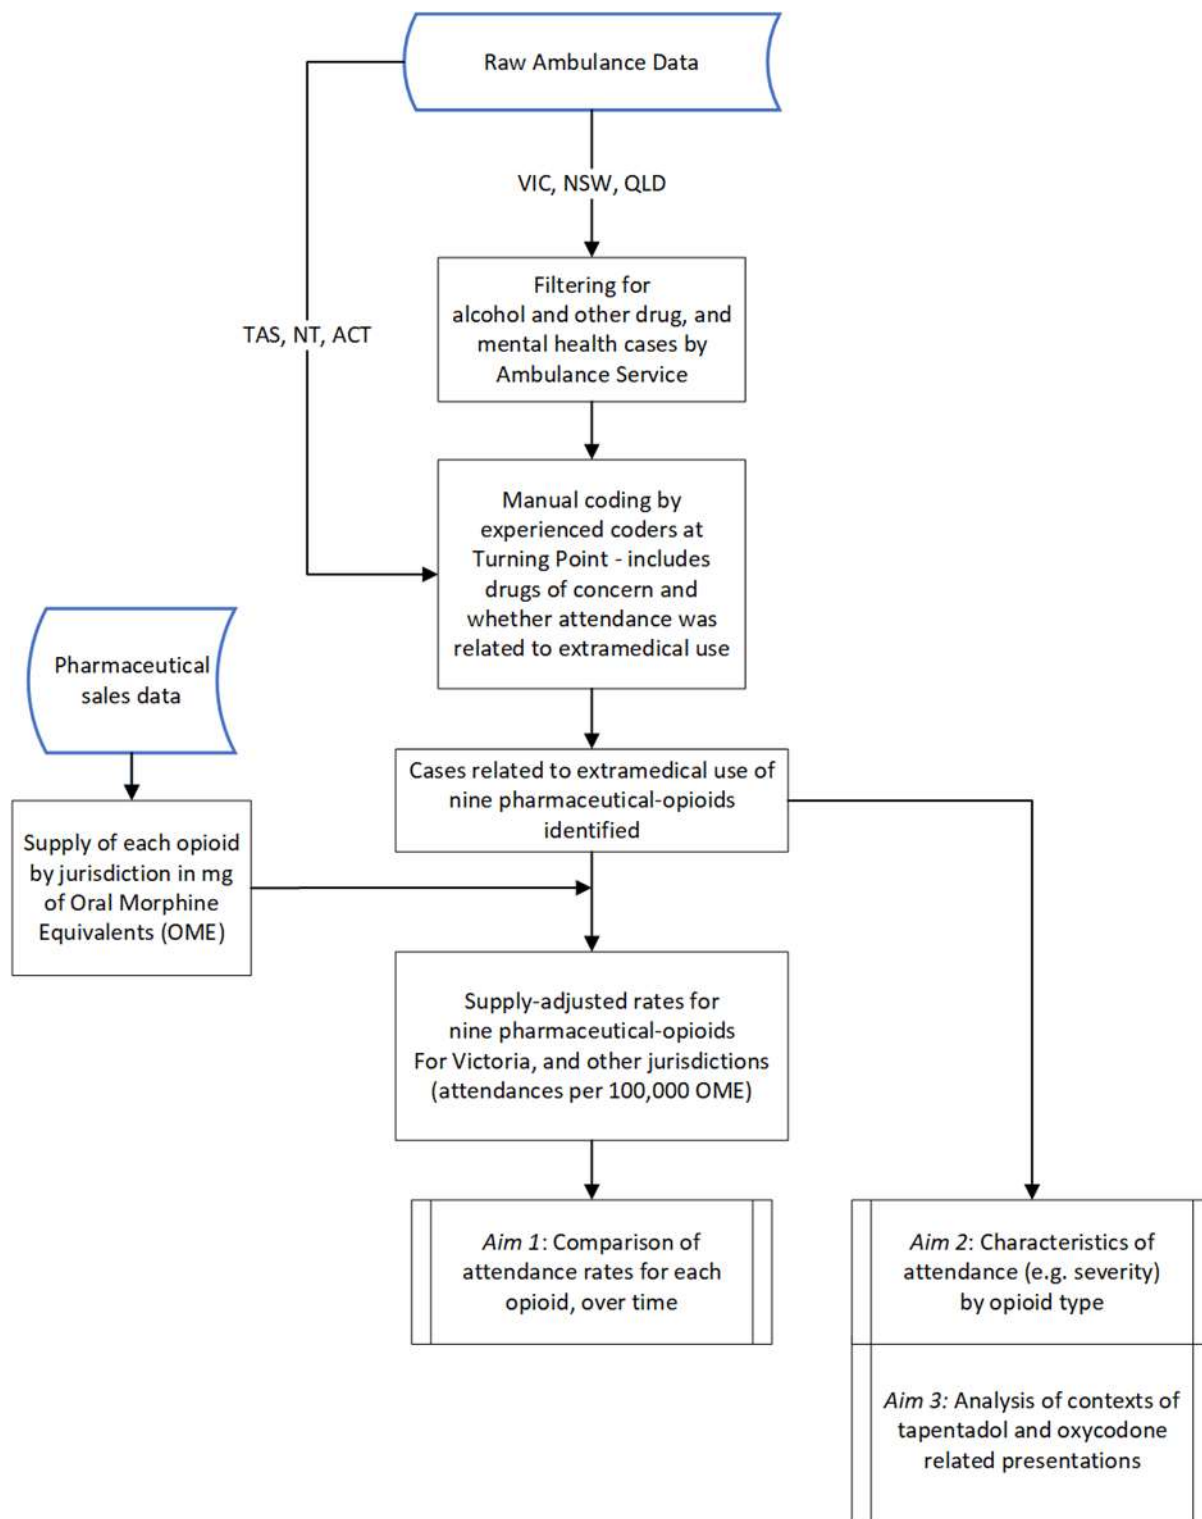 Raw Ambulance Data
VIC, NSW, QLD
TAS, NT, ACT
Filtering for
alcohol and other drug, and
mental health cases by
Ambulance Service
Manual coding by
experienced coders at
Turning Point - includes
drugs of concern and
whether attendance was
related to extramedical use
Pharmaceutical
sales data
Cases related to extramedical use of
nine pharmaceutical-opioids
identified
Supply of each opioid
by jurisdiction in mg
of Oral Morphine
Equivalents (OME)
Supply-adjusted rates for
nine pharmaceutical-opioids
For Victoria, and other jurisdictions
(attendances per 100,000 OME)
Aim 1: Comparison of
attendance rates for each
opioid, over time
Aim 2: Characteristics of
attendance (e.g. severity)
by opioid type
Aim 3: Analysis of contexts of
tapentadol and oxycodone
related presentations